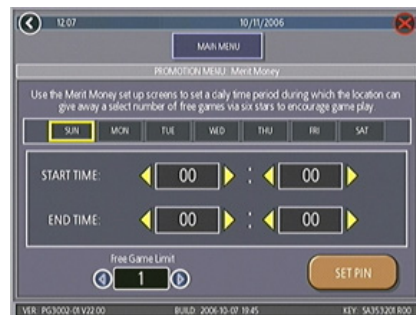 12:07 10/11/2006
MAIN MENU
PROMOTION MENU: Merit Money
Use the Merit Money set up screens to set a daily time period during which the location can
give away a select number of free games via six stars to encourage game play.
SUN MON TUE WED THU FRI SAT
START TIME: 00 : 00
END TIME: 00 : 00
Free Game Limit
1
SET PIN
VER: PG3002-01 V22.00 BUILD: 2006-10-07 19:45 KEY: SA353201 R00